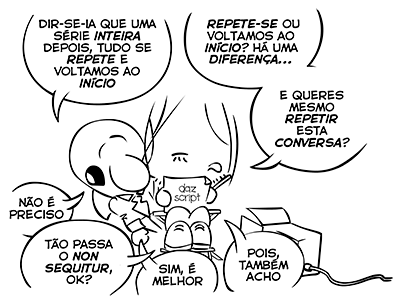 DIR-SE-IA QUE UMA
SÉRIE INTEIRA
DEPOIS, TUDO SE
REPETE E
VOLTAMOS AO
INÍCIO
REPETE-SE OU
VOLTAMOS AO
INÍCIO? HÁ UMA
DIFERENÇA...
E QUERES
MESMO
REPETIR
ESTA
CONVERSA?
NÃO É
PRECISO
daz
script
TÃO PASSA
O NON
SEQUITUR,
OK?
SIM, É
MELHOR
POIS,
TAMBÉM
ACHO